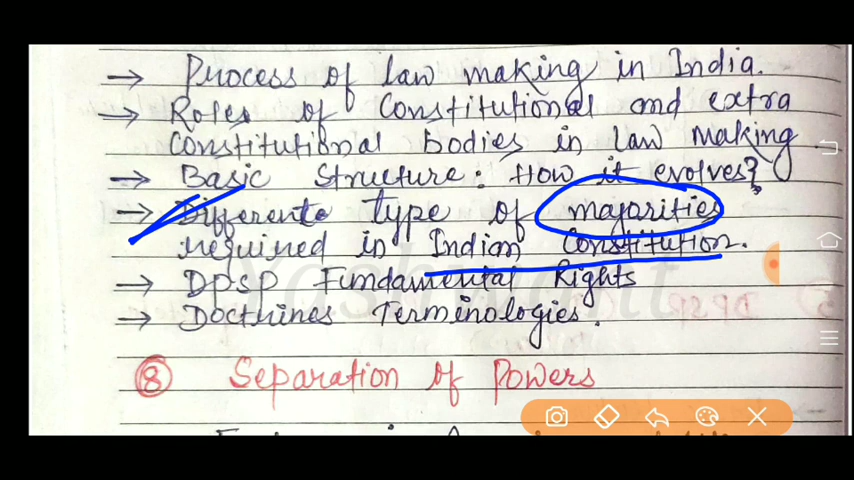 → Process of law making in India.
→ Roles of Constitutional and extra
Constitutional bodies in law making
→ Basic Structure: How it evolves?
→ Different type of majorities
required in Indian Constitution.
→ DPSP Fundamental Rights
→ Doctrines Terminologies.
⑧ Separation of Powers